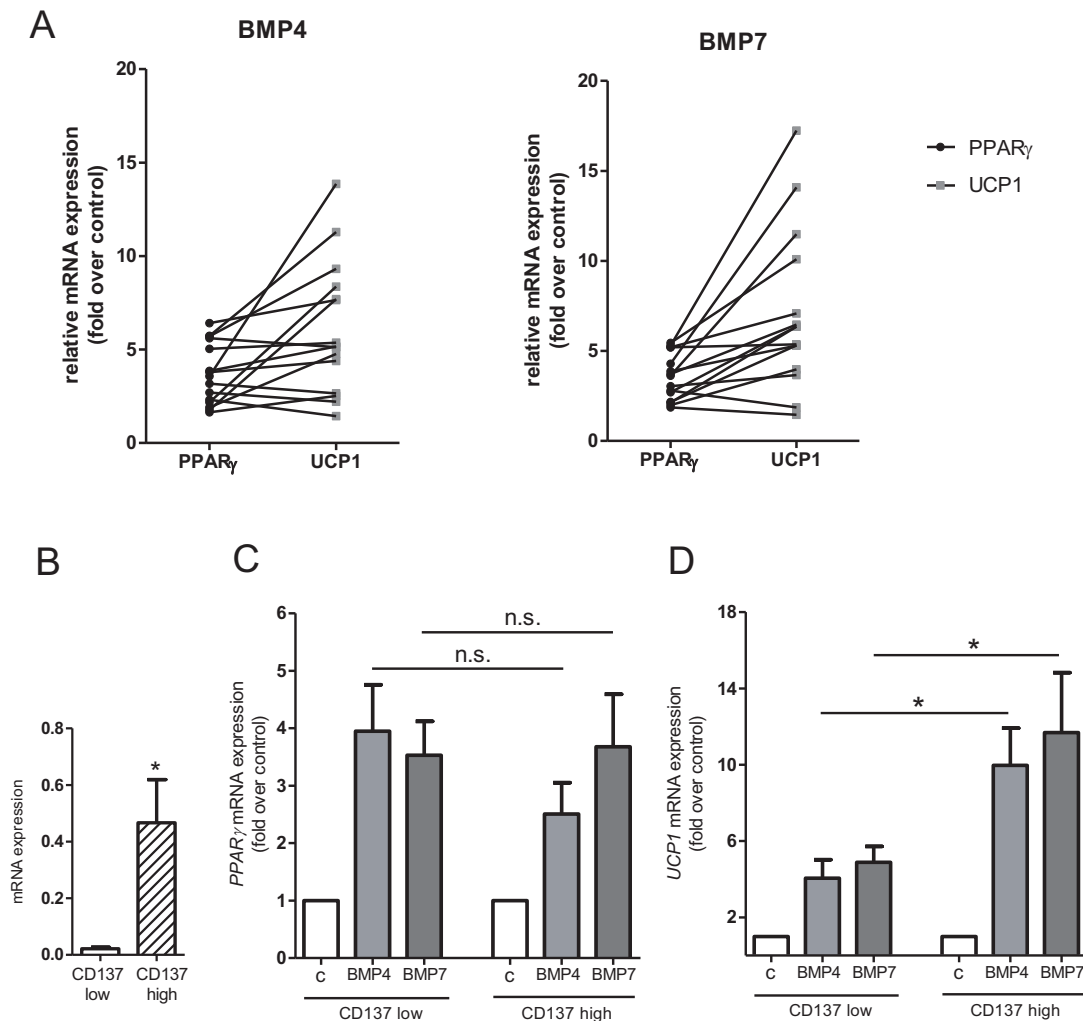 A
BMP4
BMP7
relative mRNA expression
(fold over control)
20
15
10
5
0
PPARγ
UCP1
relative mRNA expression
(fold over control)
20
15
10
5
0
PPARγ
UCP1
PPARγ
UCP1
B
mRNA expression
0.8
0.6
0.4
0.2
0.0
*
CD137
low
CD137
high
C
PPARγ mRNA expression
(fold over control)
6
5
4
3
2
1
0
n.s.
n.s.
c
BMP4
BMP7
c
BMP4
BMP7
CD137 low
CD137 high
D
UCP1 mRNA expression
(fold over control)
18
14
10
6
2
*
*
c
BMP4
BMP7
c
BMP4
BMP7
CD137 low
CD137 high